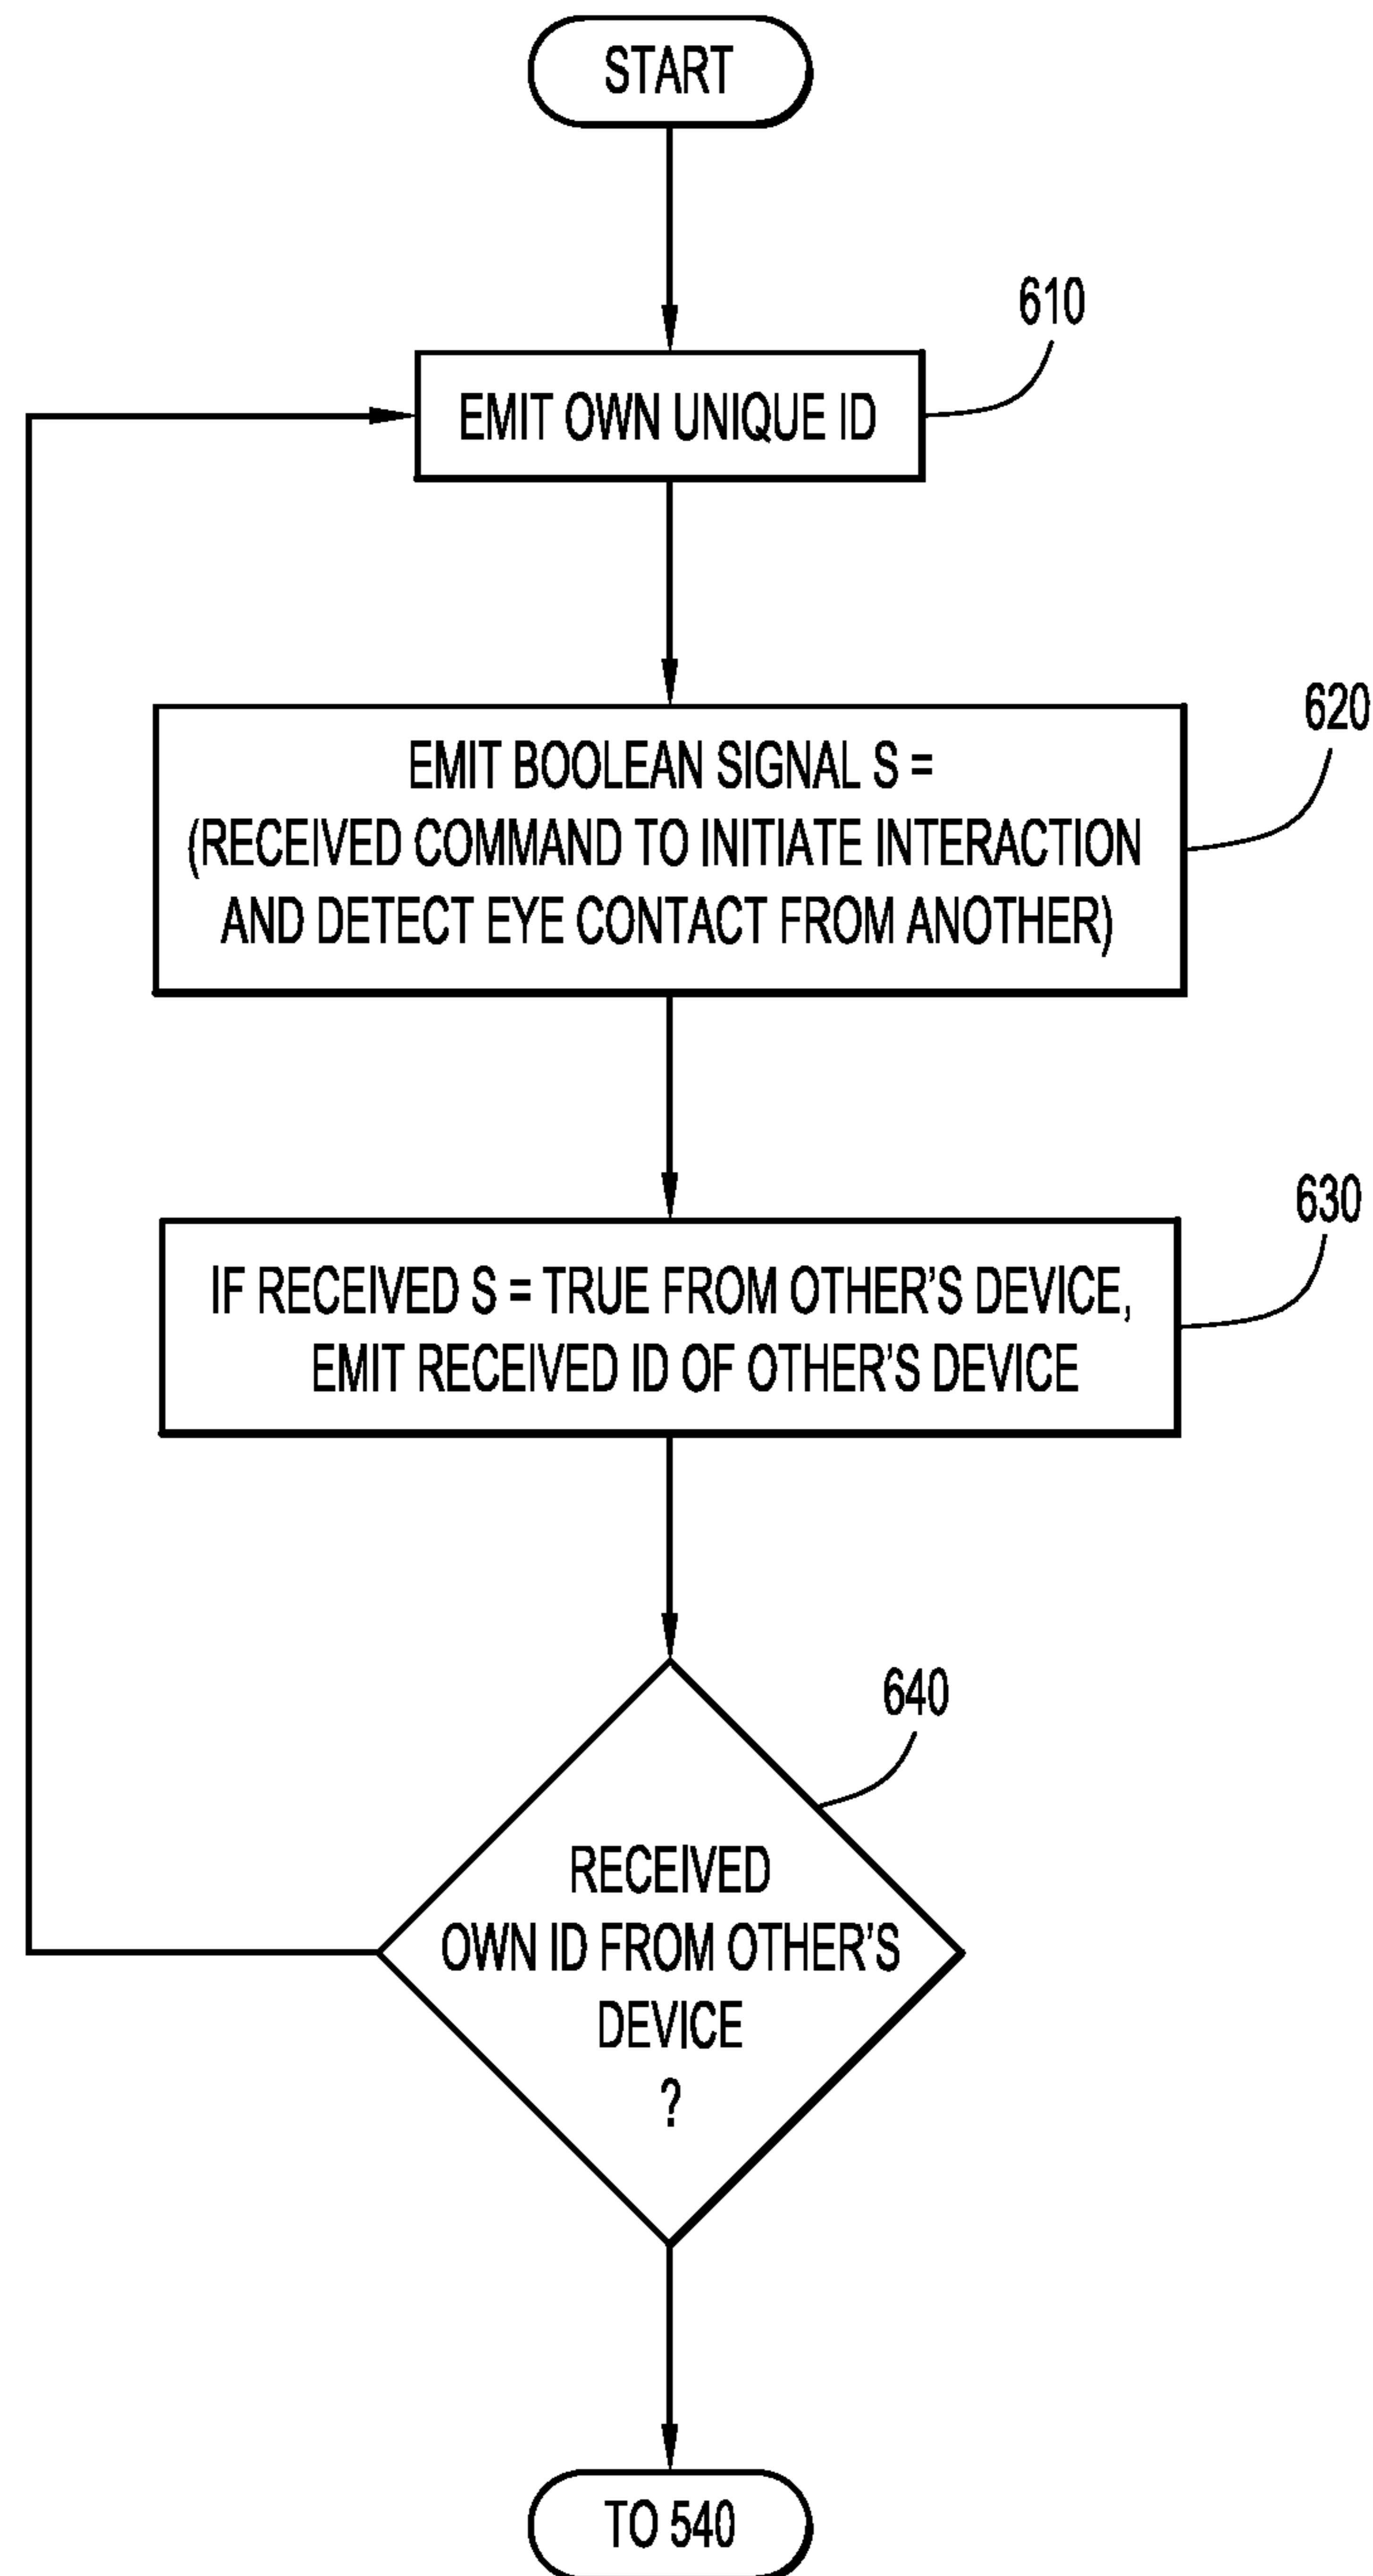 START
610
EMIT OWN UNIQUE ID
620
EMIT BOOLEAN SIGNAL S =
(RECEIVED COMMAND TO INITIATE INTERACTION
AND DETECT EYE CONTACT FROM ANOTHER)
630
IF RECEIVED S = TRUE FROM OTHER'S DEVICE,
EMIT RECEIVED ID OF OTHER'S DEVICE
640
RECEIVED
OWN ID FROM OTHER'S
DEVICE
?
TO 540